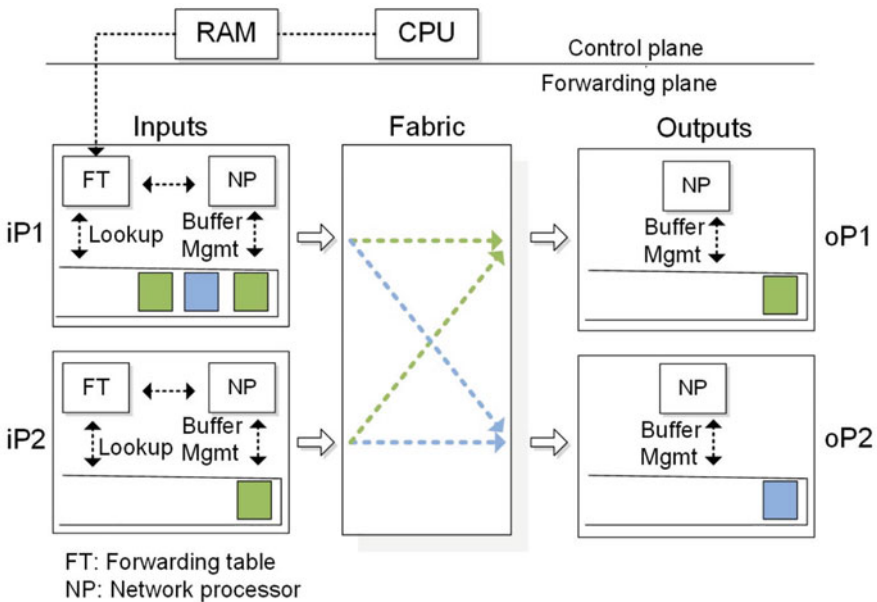 RAM
CPU
Control plane
Forwarding plane
Inputs
Fabric
Outputs
iP1
FT
NP
Lookup
Buffer
Mgmt
NP
Buffer
Mgmt
oP1
iP2
FT
NP
Lookup
Buffer
Mgmt
NP
Buffer
Mgmt
oP2
FT: Forwarding table
NP: Network processor